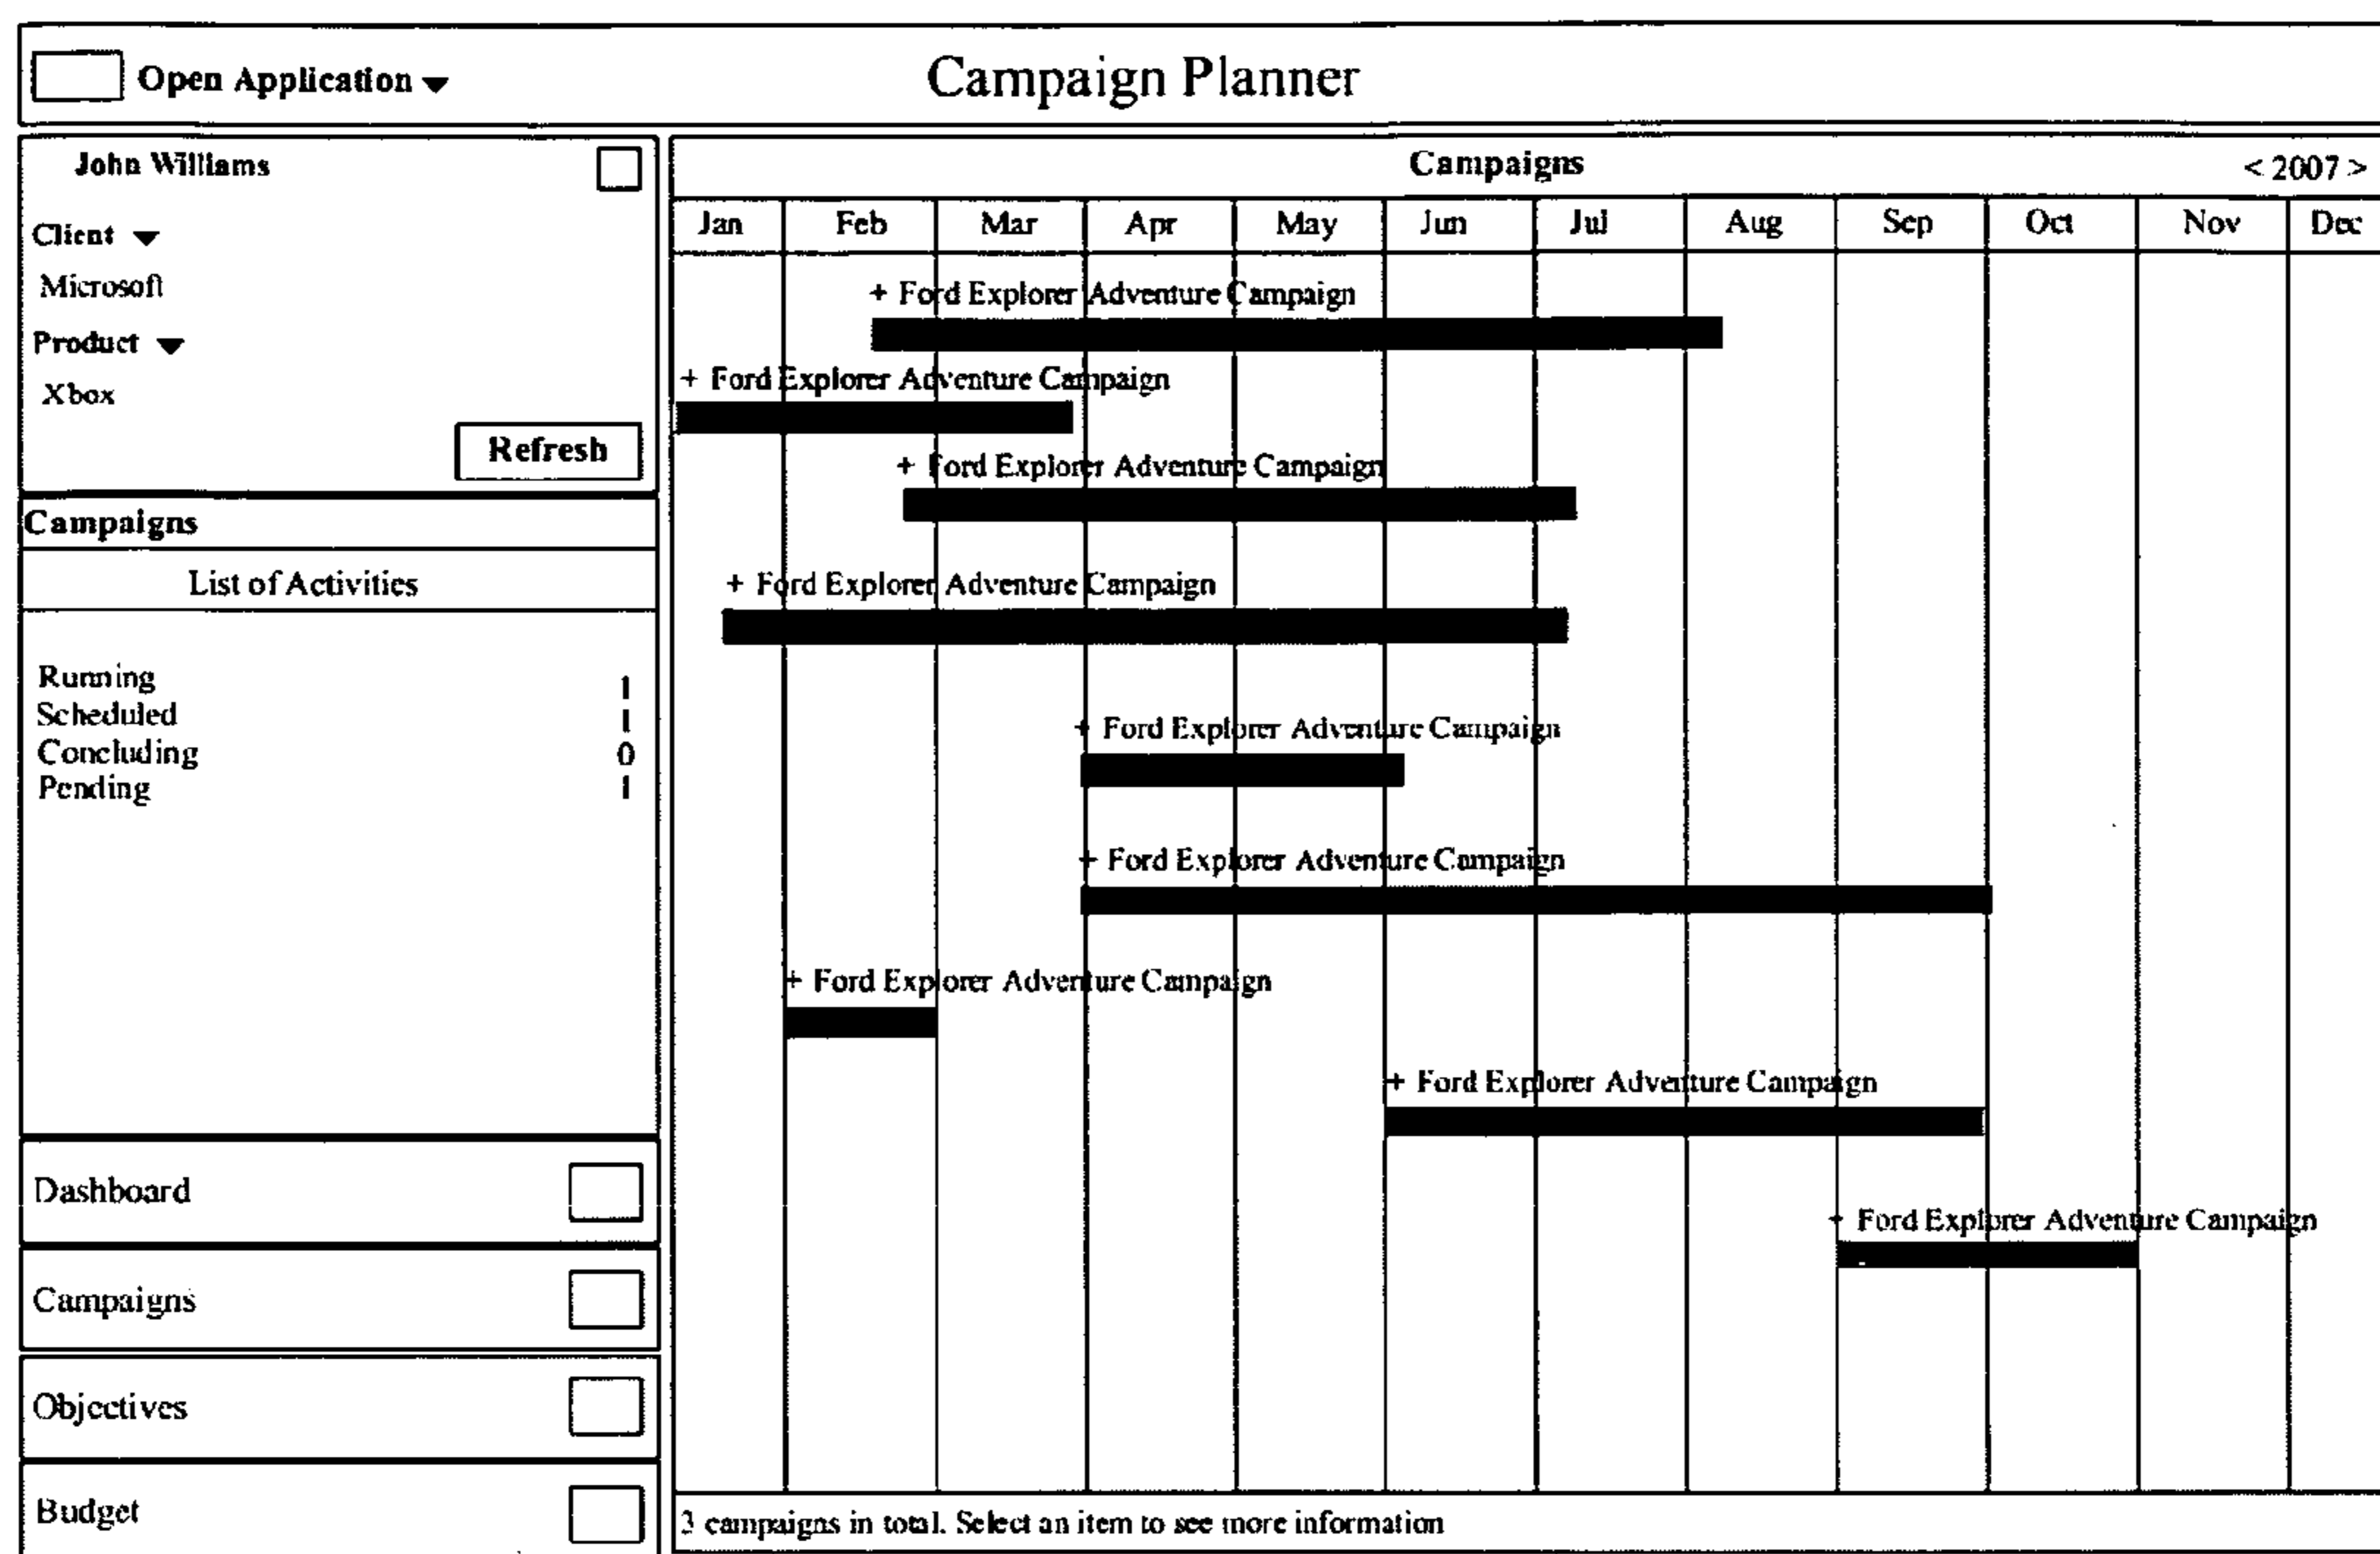 Open Application
Campaign Planner
John Williams
Client
Microsoft
Product
Xbox
Refresh
Campaigns
List of Activities
Running 1
Scheduled 1
Concluding 0
Pending 1
Dashboard
Campaigns
Objectives
Budget
Campaigns
< 2007 >
Jan Feb Mar Apr May Jun Jul Aug Sep Oct Nov Dec
+ Ford Explorer Adventure Campaign
+ Ford Explorer Adventure Campaign
+ Ford Explorer Adventure Campaign
+ Ford Explorer Adventure Campaign
+ Ford Explorer Adventure Campaign
+ Ford Explorer Adventure Campaign
+ Ford Explorer Adventure Campaign
+ Ford Explorer Adventure Campaign
+ Ford Explorer Adventure Campaign
3 campaigns in total. Select an item to see more information